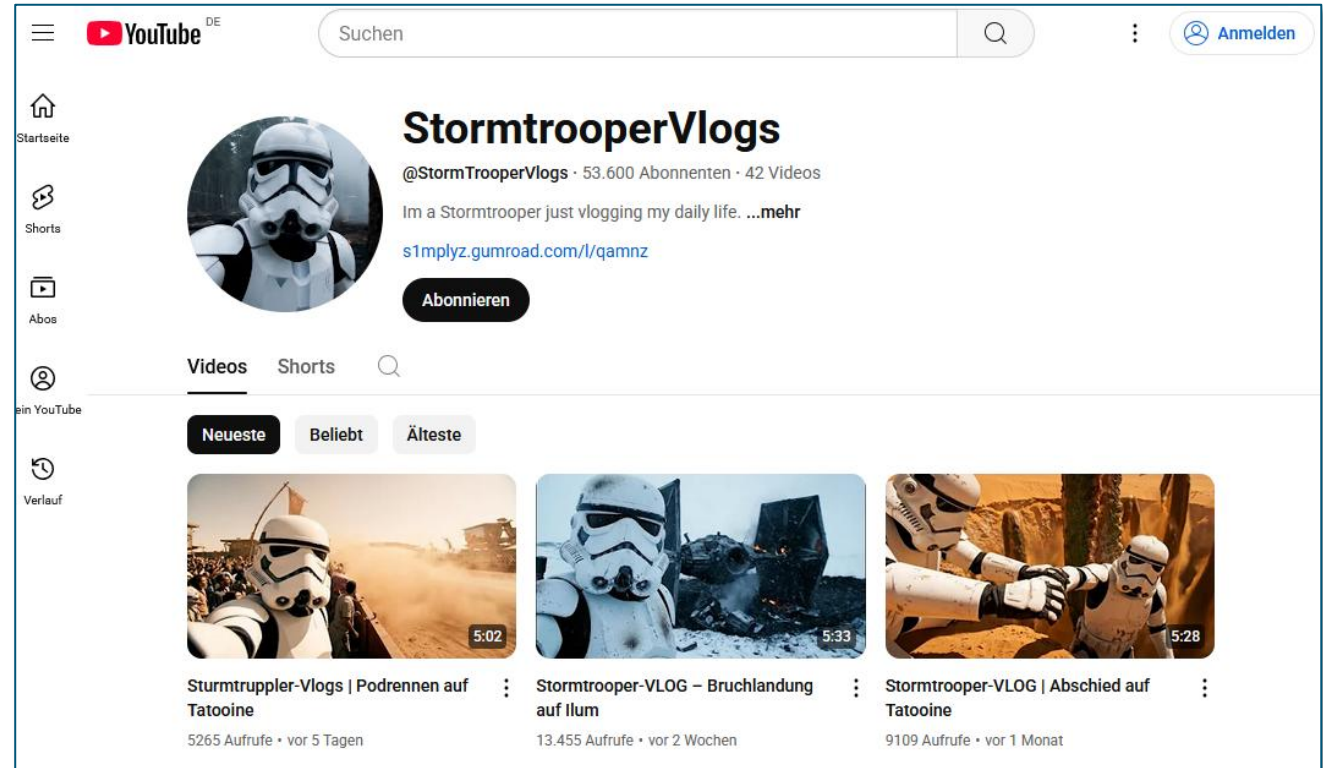 YouTube DE
Suchen
Anmelden
Startseite
Shorts
Abos
ein YouTube
Verlauf
StormtrooperVlogs
@StormTrooperVlogs · 53.600 Abonnenten · 42 Videos
Im a Stormtrooper just vlogging my daily life. ...mehr
s1mplyz.gumroad.com/l/qamnz
Abonnieren
Videos Shorts
Neueste Beliebt Älteste
5:02
Sturmtruppler-Vlogs | Podrennen auf
Tatooine
5265 Aufrufe • vor 5 Tagen
5:33
Stormtrooper-VLOG – Bruchlandung
auf Ilum
13.455 Aufrufe • vor 2 Wochen
5:28
Stormtrooper-VLOG | Abschied auf
Tatooine
9109 Aufrufe • vor 1 Monat